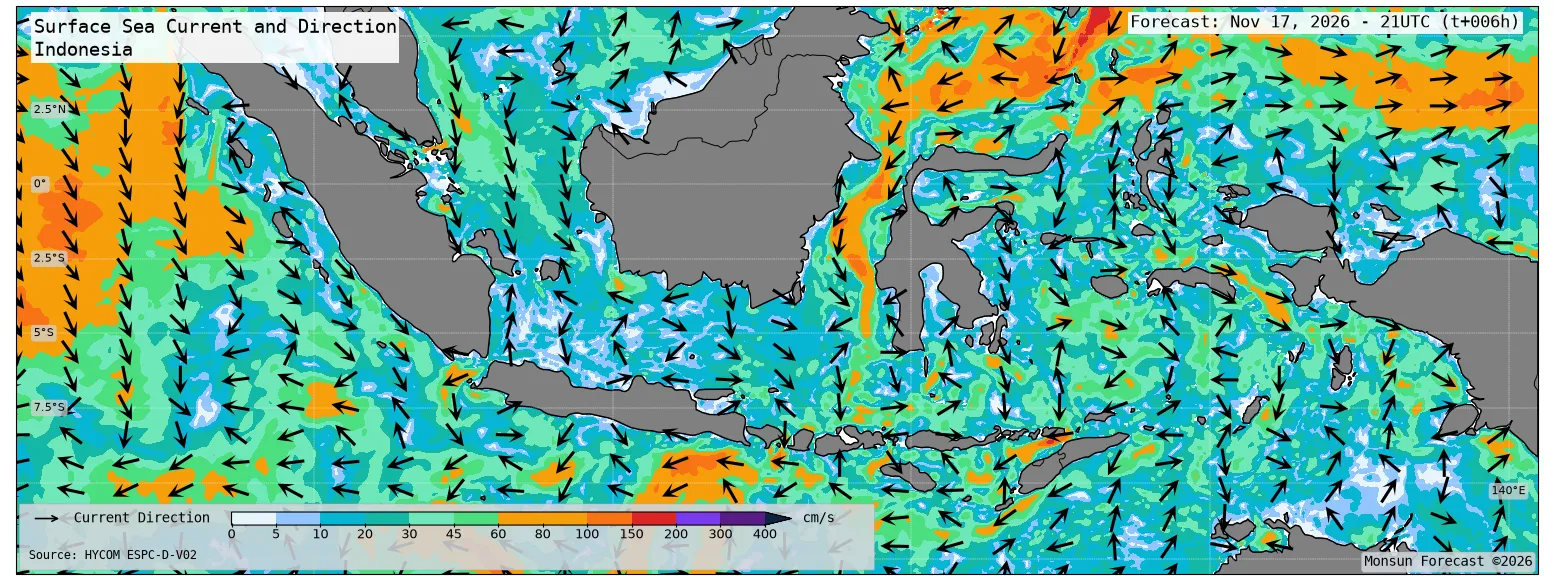 Surface Sea Current and Direction
Indonesia
Forecast: Nov 17, 2026 - 21UTC (t+006h)
2.5°N
0°
2.5°S
5°S
7.5°S
140°E
Current Direction
0 5 10 20 30 45 60 80 100 150 200 300 400 cm/s
Source: HYCOM ESPC-D-V02
Monsun Forecast ©2026